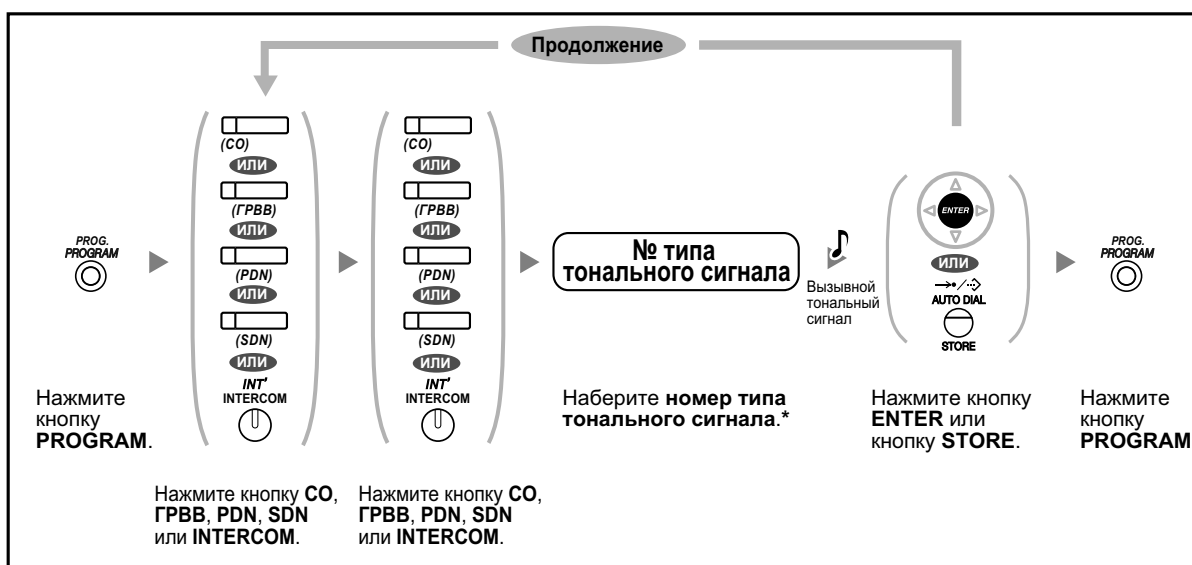 Продолжение
PROG.
PROGRAM
(CO)
ИЛИ
(ГРВВ)
ИЛИ
(PDN)
ИЛИ
(SDN)
ИЛИ
INT'
INTERCOM
(CO)
ИЛИ
(ГРВВ)
ИЛИ
(PDN)
ИЛИ
(SDN)
ИЛИ
INT'
INTERCOM
№ типа
тонального сигнала
Вызывной
тональный
сигнал
ENTER
ИЛИ
AUTO DIAL
STORE
PROG.
PROGRAM
Нажмите
кнопку
PROGRAM.
Нажмите кнопку CO,
ГРВВ, PDN, SDN
или INTERCOM.
Нажмите кнопку CO,
ГРВВ, PDN, SDN
или INTERCOM.
Наберите номер типа
тонального сигнала.*
Нажмите кнопку
ENTER или
кнопку STORE.
Нажмите
кнопку
PROGRAM